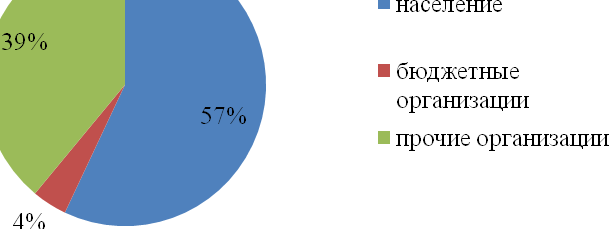 население
39%
бюджетные
организации
57%
прочие организации
4%